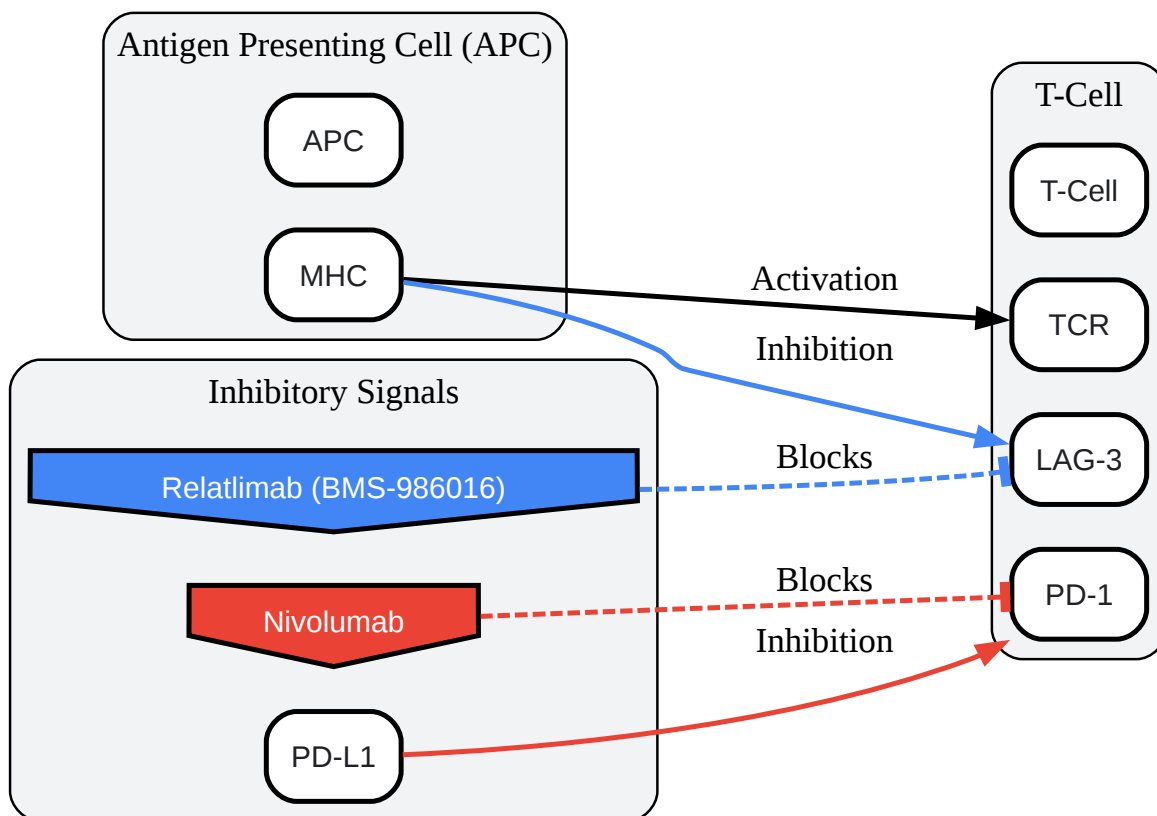 Antigen Presenting Cell (APC)
APC
MHC
Inhibitory Signals
Relatlimab (BMS-986016)
Nivolumab
PD-L1
Activation
Inhibition
Blocks
Blocks
Inhibition
T-Cell
T-Cell
TCR
LAG-3
PD-1